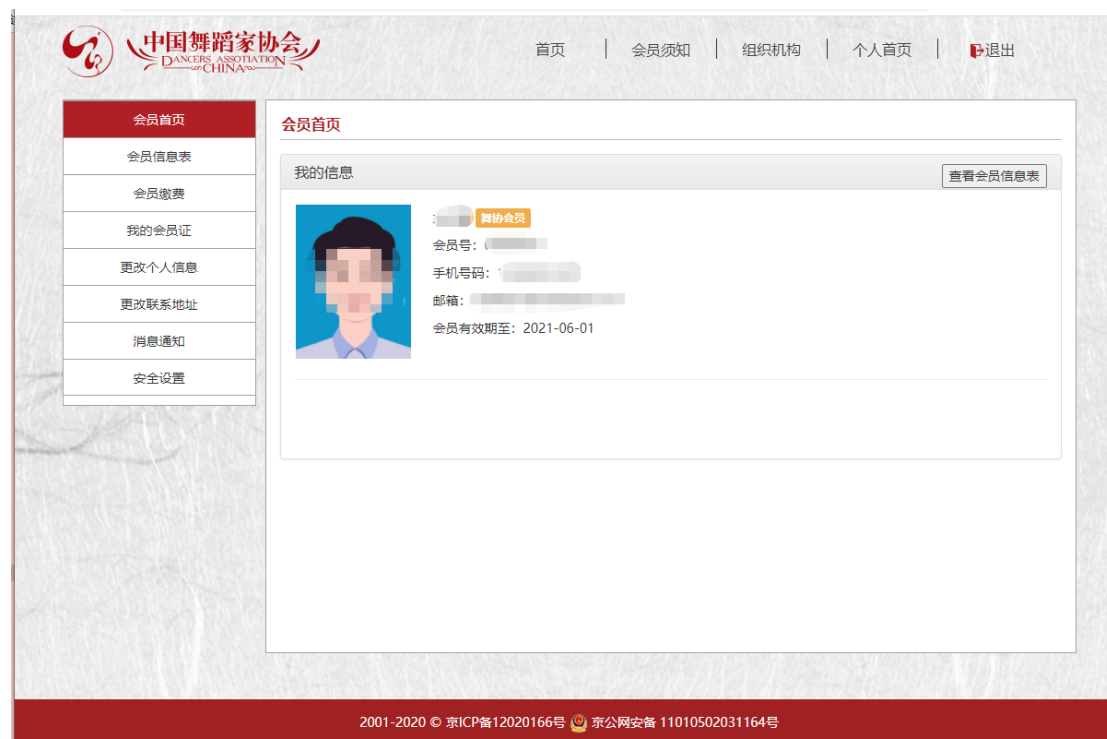 中国舞蹈家协会
DANCERS ASSOTIATION
CHINA
首页 会员须知 组织机构 个人首页 退出
会员首页
会员信息表
会员缴费
我的会员证
更改个人信息
更改联系地址
消息通知
安全设置
会员首页
我的信息 查看会员信息表
舞协会员
会员号：
手机号码：
邮箱：
会员有效期至：2021-06-01
2001-2020 © 京ICP备12020166号 京公网安备 11010502031164号